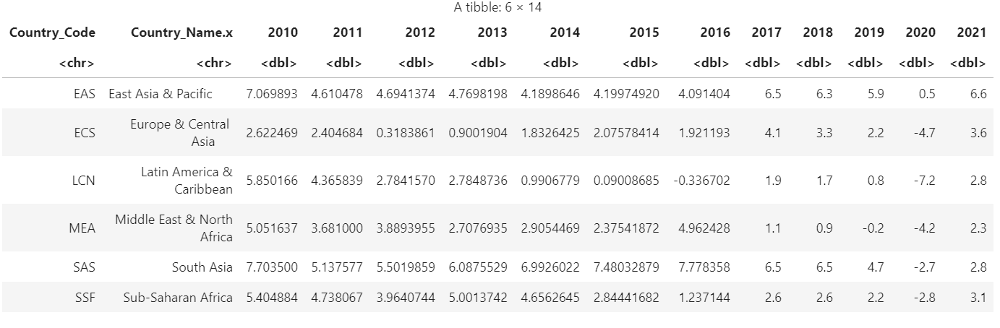 A tibble: 6 × 14
Country_Code Country_Name.x 2010 2011 2012 2013 2014 2015 2016 2017 2018 2019 2020 2021
<chr> <chr> <dbl> <dbl> <dbl> <dbl> <dbl> <dbl> <dbl> <dbl> <dbl> <dbl> <dbl> <dbl>
EAS East Asia & Pacific 7.069893 4.610478 4.6941374 4.7698198 4.1898646 4.19974920 4.091404 6.5 6.3 5.9 0.5 6.6
Europe & Central
ECS 2.622469 2.404684 0.3183861 0.9001904 1.8326425 2.07578414 1.921193 4.1 3.3 2.2 -4.7 3.6
Asia
Latin America &
LCN 5.850166 4.365839 2.7841570 2.7848736 0.9906779 0.09008685 -0.336702 1.9 1.7 0.8 -7.2 2.8
Caribbean
Middle East & North
MEA 5.051637 3.681000 3.8893955 2.7076935 2.9054469 2.37541872 4.962428 1.1 0.9 -0.2 -4.2 2.3
Africa
SAS South Asia 7.703500 5.137577 5.5019859 6.0875529 6.9926022 7.48032879 7.778358 6.5 6.5 4.7 -2.7 2.8
SSF Sub-Saharan Africa 5.404884 4.738067 3.9640744 5.0013742 4.6562645 2.84441682 1.237144 2.6 2.6 2.2 -2.8 3.1